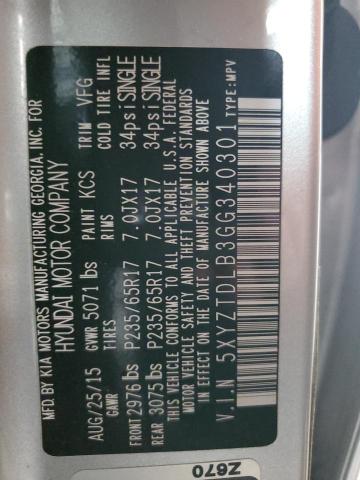 MFD. BY KIA MOTORS MANUFACTURING GEORGIA, INC. FOR
HYUNDAI MOTOR COMPANY
AUG/25/15 GVWR 5071 lbs PAINT KCS TRIM VFG
GAWR TIRES RIMS COLD TIRE INFL
FRONT 2976 lbs P235/65R17 7.0JX17 34psi SINGLE
REAR 3075 lbs P235/65R17 7.0JX17 34psi SINGLE
THIS VEHICLE CONFORMS TO ALL APPLICABLE U.S.A. FEDERAL
MOTOR VEHICLE SAFETY AND THEFT PREVENTION STANDARDS
IN EFFECT ON THE DATE OF MANUFACTURE SHOWN ABOVE.
V.I.N 5XYZTDLB3GG340301 TYPE:MPV
Z670